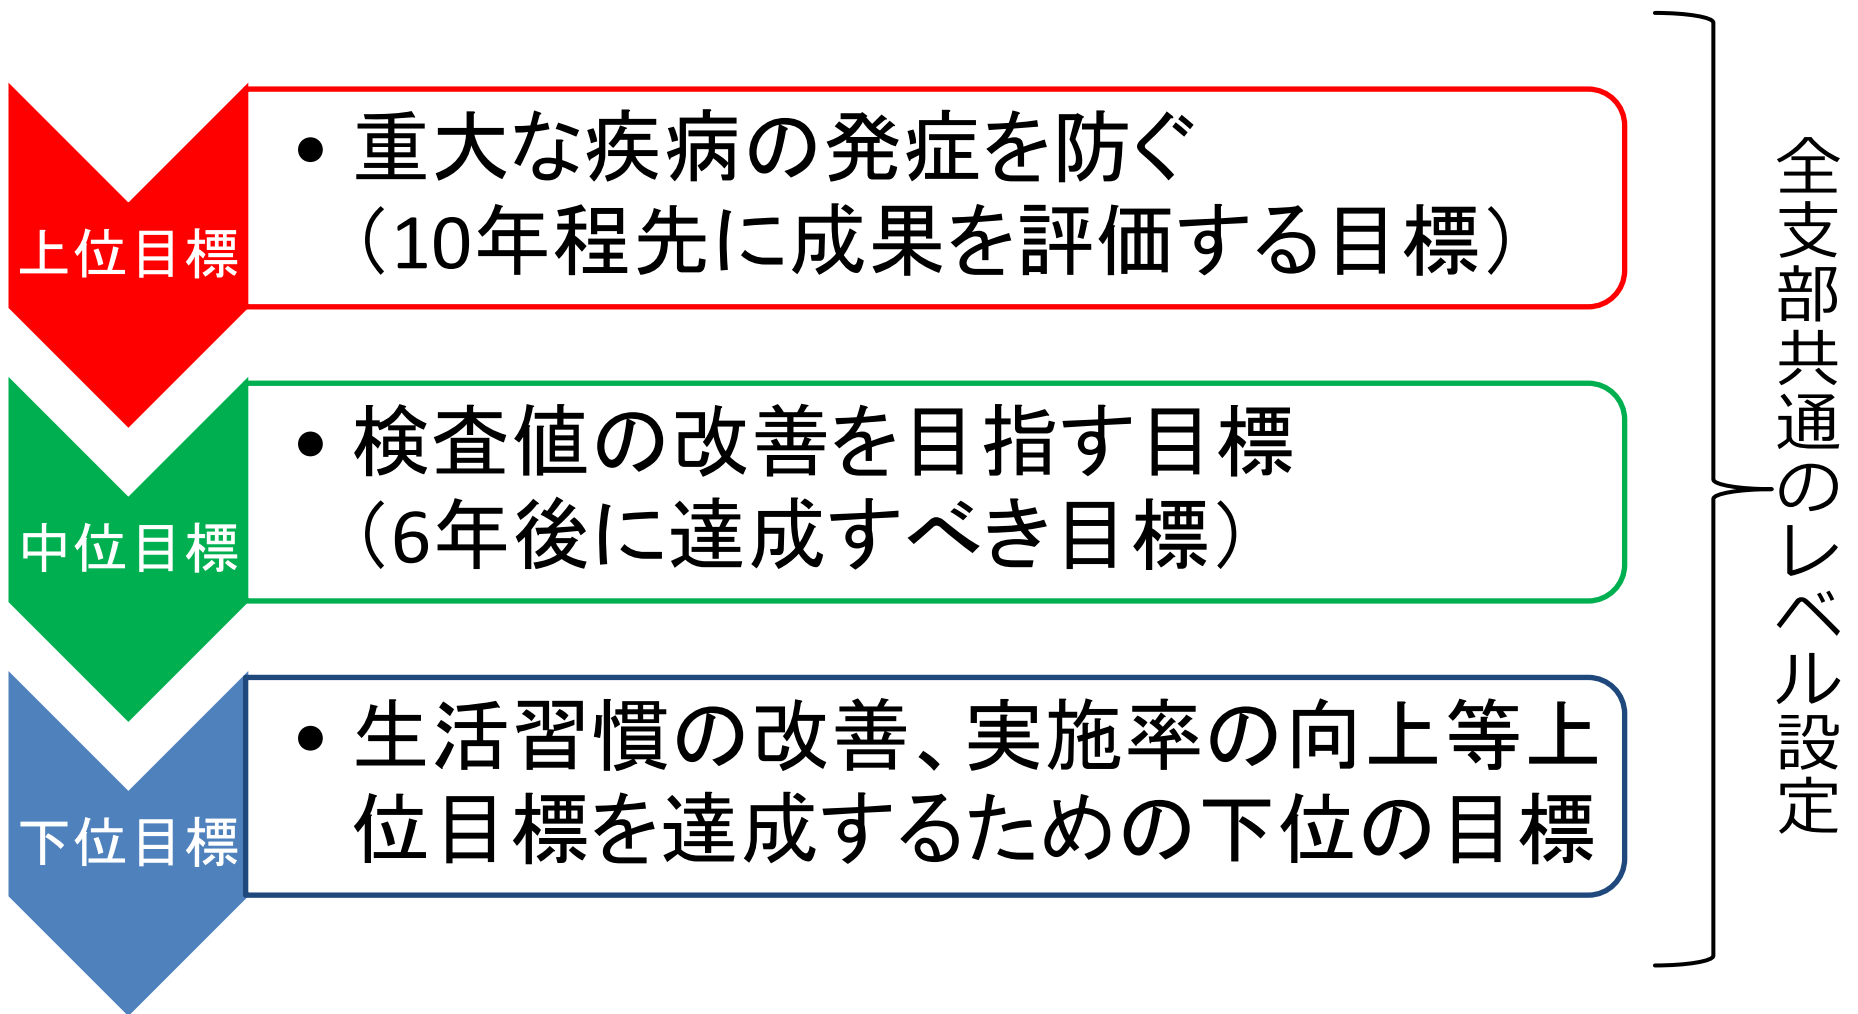 上位目標
• 重大な疾病の発症を防ぐ
（10年程先に成果を評価する目標）
中位目標
• 検査値の改善を目指す目標
（6年後に達成すべき目標）
下位目標
• 生活習慣の改善、実施率の向上等上
位目標を達成するための下位の目標
全支部共通のレベル設定